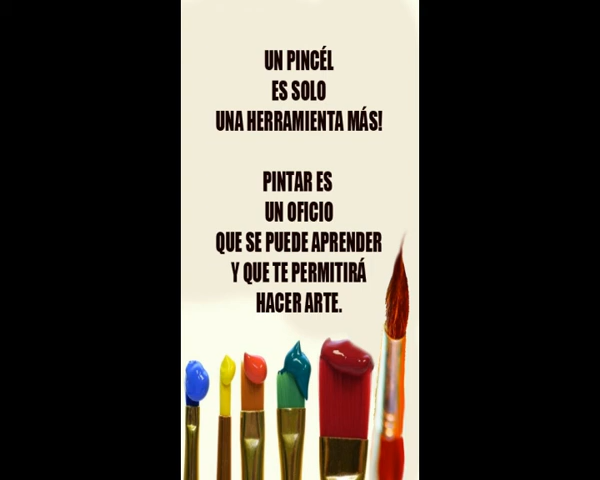 UN PINCÉL
ES SOLO
UNA HERRAMIENTA MÁS!
PINTAR ES
UN OFICIO
QUE SE PUEDE APRENDER
Y QUE TE PERMITIRÁ
HACER ARTE.